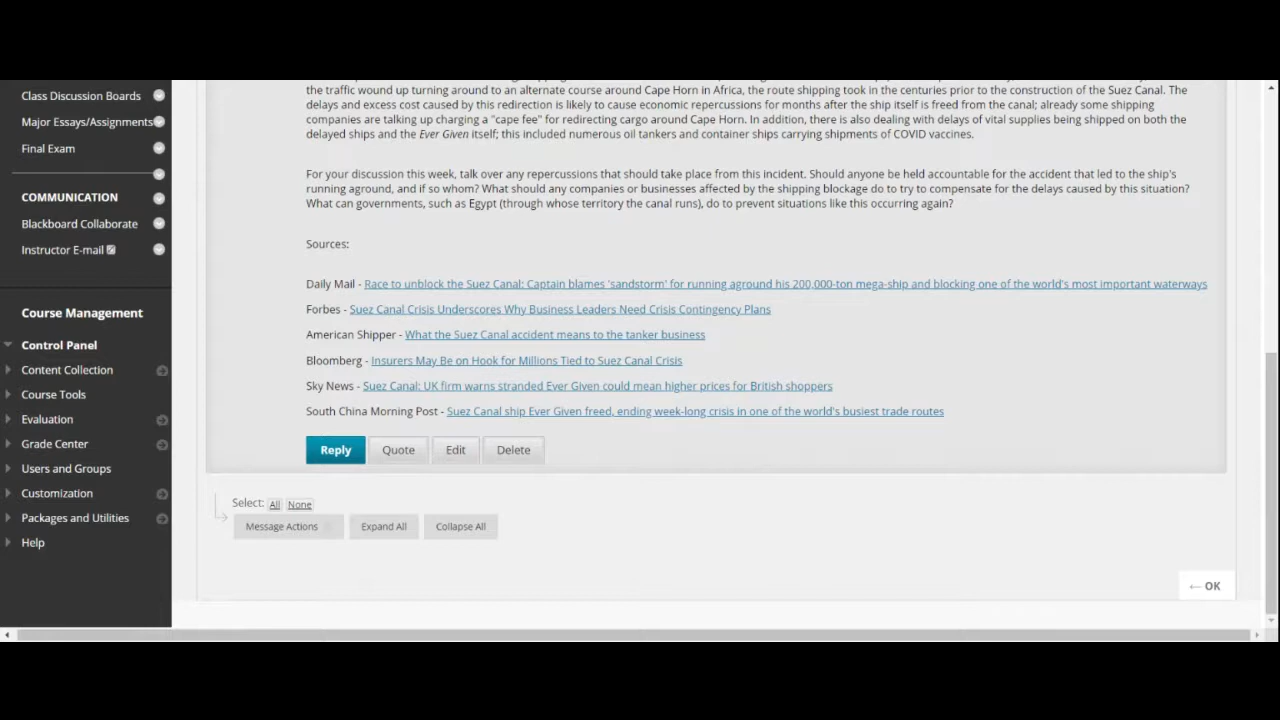 Class Discussion Boards
Major Essays/Assignments
Final Exam
COMMUNICATION
Blackboard Collaborate
Instructor E-mail
Course Management
Control Panel
Content Collection
Course Tools
Evaluation
Grade Center
Users and Groups
Customization
Packages and Utilities
Help
the traffic wound up turning around to an alternate course around Cape Horn in Africa, the route shipping took in the centuries prior to the construction of the Suez Canal. The
delays and excess cost caused by this redirection is likely to cause economic repercussions for months after the ship itself is freed from the canal; already some shipping
companies are talking up charging a "cape fee" for redirecting cargo around Cape Horn. In addition, there is also dealing with delays of vital supplies being shipped on both the
delayed ships and the Ever Given itself; this included numerous oil tankers and container ships carrying shipments of COVID vaccines.
For your discussion this week, talk over any repercussions that should take place from this incident. Should anyone be held accountable for the accident that led to the ship's
running aground, and if so whom? What should any companies or businesses affected by the shipping blockage do to try to compensate for the delays caused by this situation?
What can governments, such as Egypt (through whose territory the canal runs), do to prevent situations like this occurring again?
Sources:
Daily Mail - Race to unblock the Suez Canal: Captain blames 'sandstorm' for running aground his 200,000-ton mega-ship and blocking one of the world's most important waterways
Forbes - Suez Canal Crisis Underscores Why Business Leaders Need Crisis Contingency Plans
American Shipper - What the Suez Canal accident means to the tanker business
Bloomberg - Insurers May Be on Hook for Millions Tied to Suez Canal Crisis
Sky News - Suez Canal: UK firm warns stranded Ever Given could mean higher prices for British shoppers
South China Morning Post - Suez Canal ship Ever Given freed, ending week-long crisis in one of the world's busiest trade routes
Reply Quote Edit Delete
Select: All None
Message Actions Expand All Collapse All
OK